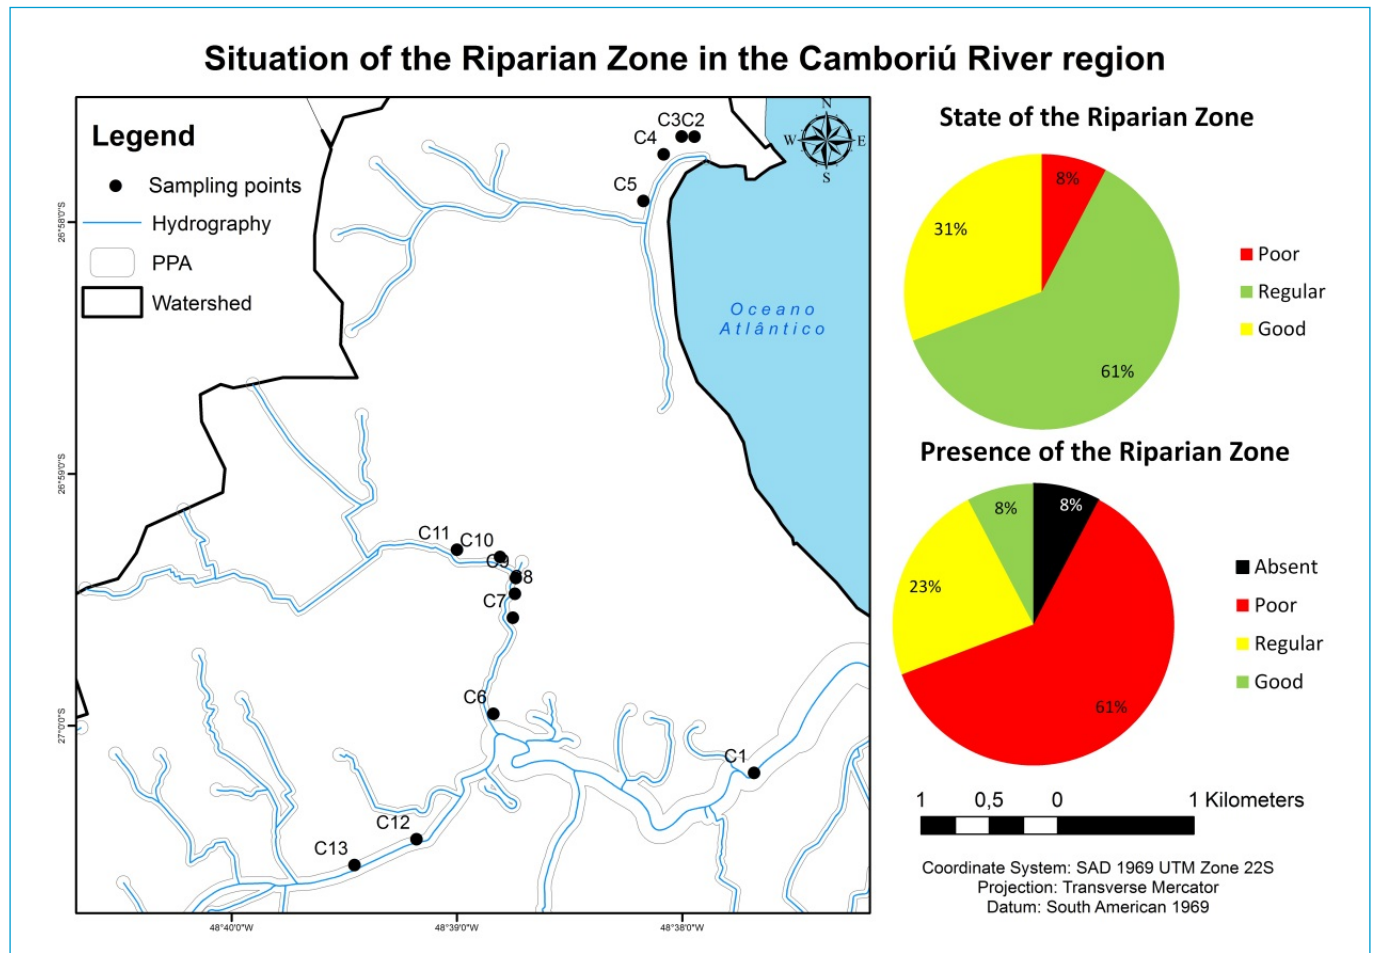 Situation of the Riparian Zone in the Camboriú River region
Legend
Sampling points
Hydrography
PPA
Watershed
N
W
E
S
C3
C2
C4
C5
Oceano
Atlântico
C11
C10
C9
C8
C7
C6
C1
C12
C13
26°58'0"S
26°59'0"S
27°0'0"S
48°40'0"W
48°39'0"W
48°38'0"W
State of the Riparian Zone
8%
31%
61%
Poor
Regular
Good
Presence of the Riparian Zone
8%
8%
23%
61%
Absent
Poor
Regular
Good
1 0,5 0 1 Kilometers
Coordinate System: SAD 1969 UTM Zone 22S
Projection: Transverse Mercator
Datum: South American 1969